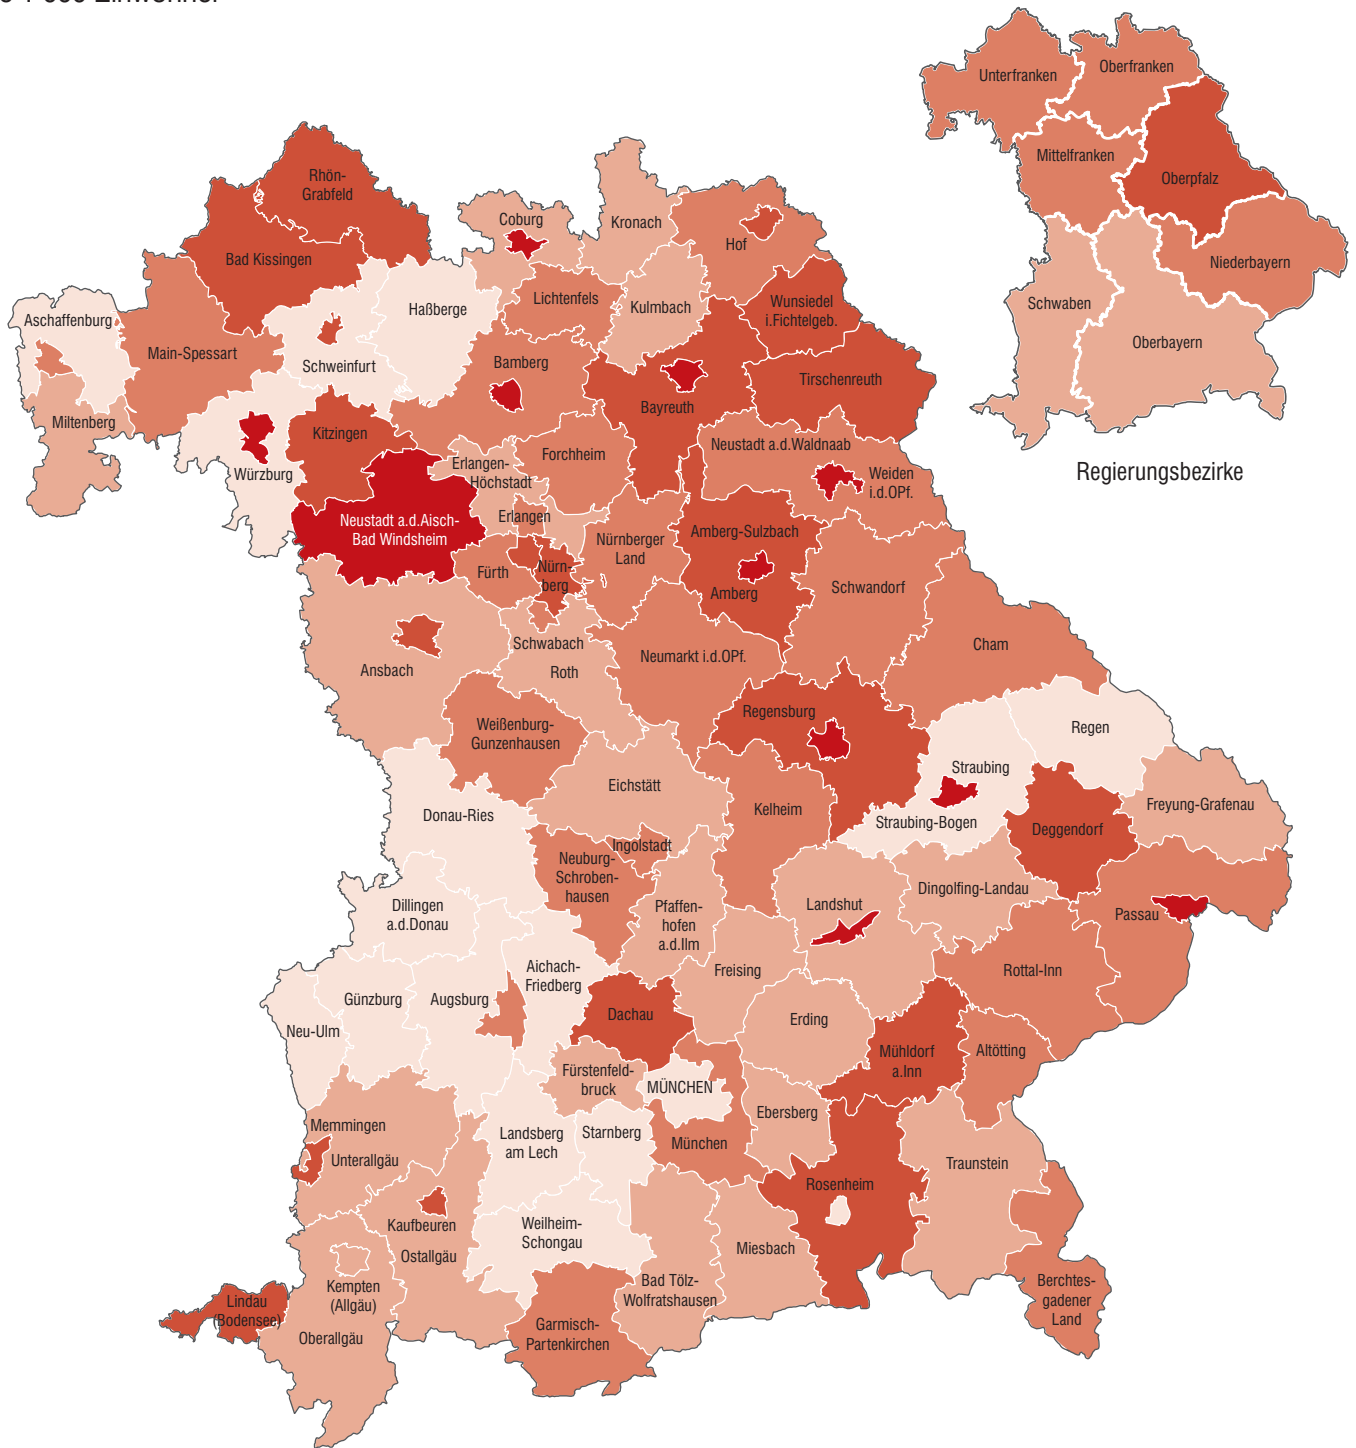 Unterfranken
Oberfranken
Mittelfranken
Oberpfalz
Niederbayern
Schwaben
Oberbayern
Regierungsbezirke
Rhön-
Grabfeld
Bad Kissingen
Coburg
Kronach
Hof
Aschaffenburg
Main-Spessart
Schweinfurt
Haßberge
Lichtenfels
Kulmbach
Wunsiedel
i.Fichtelgeb.
Bamberg
Bayreuth
Tirschenreuth
Miltenberg
Kitzingen
Würzburg
Erlangen-
Höchstadt
Forchheim
Neustadt a.d.Waldnaab
Weiden
i.d.OPf.
Neustadt a.d.Aisch-
Bad Windsheim
Erlangen
Fürth
Nürn-
berg
Nürnberger
Land
Amberg-Sulzbach
Amberg
Schwandorf
Ansbach
Schwabach
Roth
Neumarkt i.d.OPf.
Cham
Weißenburg-
Gunzenhausen
Regensburg
Regen
Straubing
Straubing-Bogen
Donau-Ries
Eichstätt
Kelheim
Deggendorf
Freyung-Grafenau
Ingolstadt
Neuburg-
Schroben-
hausen
Dillingen
a.d.Donau
Pfaffen-
hofen
a.d.Ilm
Landshut
Dingolfing-Landau
Passau
Rottal-Inn
Günzburg
Augsburg
Aichach-
Friedberg
Freising
Neu-Ulm
Dachau
Erding
Mühldorf
a.Inn
Altötting
Fürstenfeld-
bruck
MÜNCHEN
Ebersberg
Memmingen
Unterallgäu
Landsberg
am Lech
Starnberg
München
Rosenheim
Traunstein
Kaufbeuren
Ostallgäu
Weilheim-
Schongau
Miesbach
Kempten
(Allgäu)
Oberallgäu
Bad Tölz-
Wolfratshausen
Berchtes-
gadener
Land
Lindau
(Bodensee)
Garmisch-
Partenkirchen